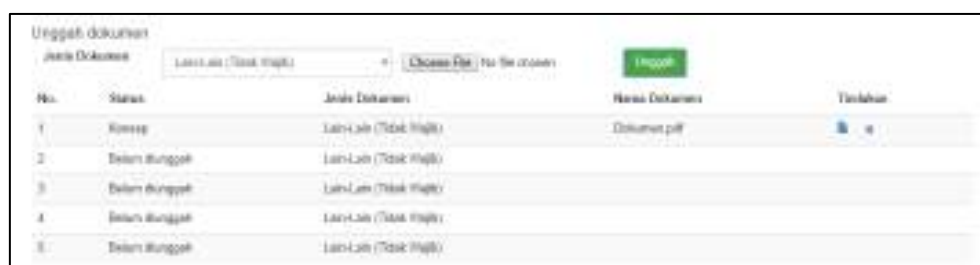 Unggah dokumen
Jenis Dokumen Lain-Lain (Tidak Wajib) Choose File No file chosen Unggah
No. Status Jenis Dokumen Nama Dokumen Tindakan
1 Konsep Lain-Lain (Tidak Wajib) Dokumen.pdf
2 Belum diunggah Lain-Lain (Tidak Wajib)
3 Belum diunggah Lain-Lain (Tidak Wajib)
4 Belum diunggah Lain-Lain (Tidak Wajib)
5 Belum diunggah Lain-Lain (Tidak Wajib)